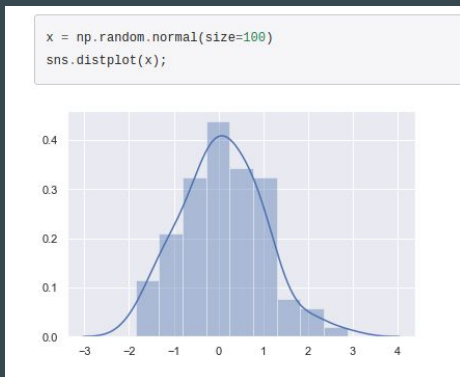 x = np.random.normal(size=100)
sns.distplot(x);
0.4
0.3
0.2
0.1
0.0
−3 −2 −1 0 1 2 3 4